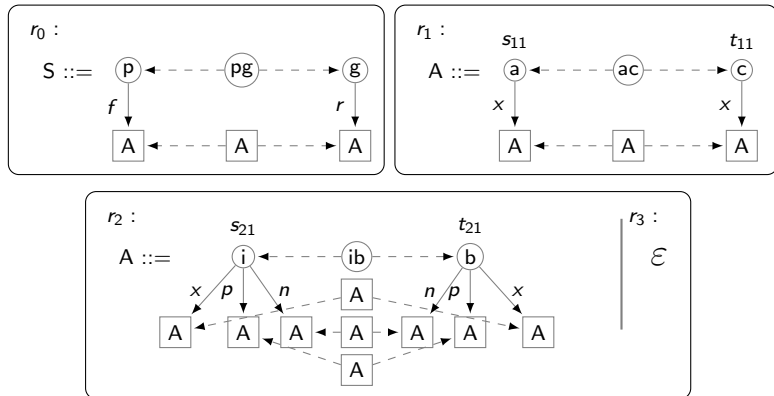 r0 :
S ::= p pg g
f r
A A A
r1 :
s11 t11
A ::= a ac c
x x
A A A
r2 :
s21 t21
A ::= i ib b
x p n n p x
A
A A A A A A A
A
r3 :
ε